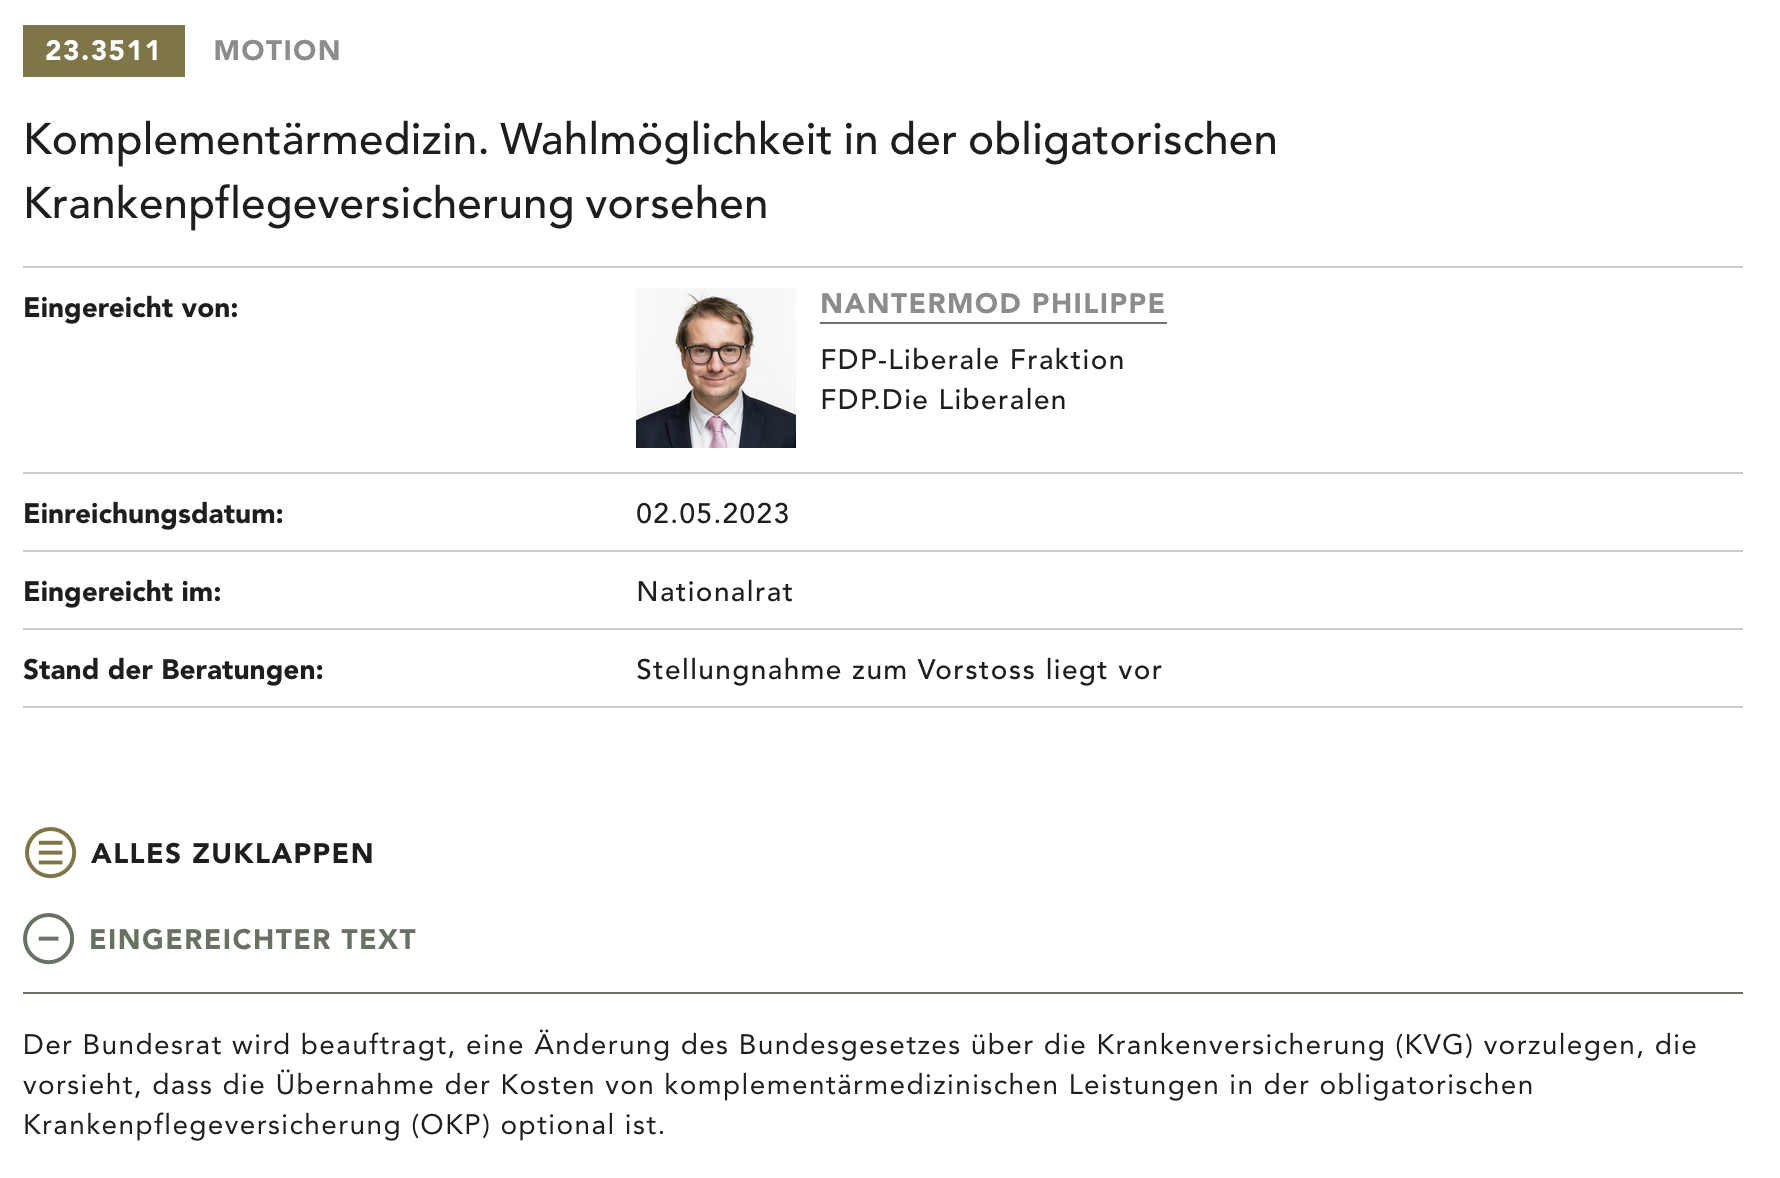 23.3511 MOTION
Komplementärmedizin. Wahlmöglichkeit in der obligatorischen
Krankenpflegeversicherung vorsehen
Eingereicht von: NANTERMOD PHILIPPE
FDP-Liberale Fraktion
FDP.Die Liberalen
Einreichungsdatum: 02.05.2023
Eingereicht im: Nationalrat
Stand der Beratungen: Stellungnahme zum Vorstoss liegt vor
ALLES ZUKLAPPEN
EINGEREICHTER TEXT
Der Bundesrat wird beauftragt, eine Änderung des Bundesgesetzes über die Krankenversicherung (KVG) vorzulegen, die
vorsieht, dass die Übernahme der Kosten von komplementärmedizinischen Leistungen in der obligatorischen
Krankenpflegeversicherung (OKP) optional ist.